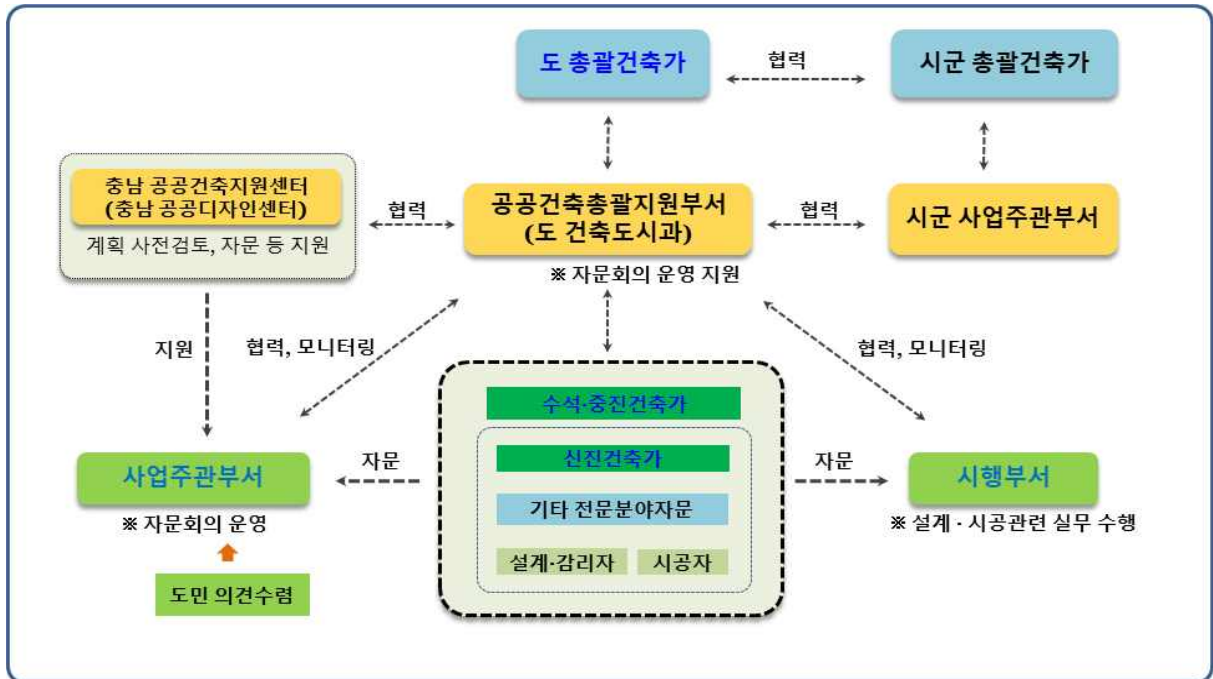 도 총괄건축가
협력
시군 총괄건축가
충남 공공건축지원센터
(충남 공공디자인센터)
계획 사전검토, 자문 등 지원
협력
공공건축총괄지원부서
(도 건축도시과)
※ 자문회의 운영 지원
협력
시군 사업주관부서
지원
협력, 모니터링
협력, 모니터링
수석·중진건축가
신진건축가
기타 전문분야자문
설계·감리자
시공자
사업주관부서
※ 자문회의 운영
자문
자문
시행부서
※ 설계 · 시공관련 실무 수행
도민 의견수렴